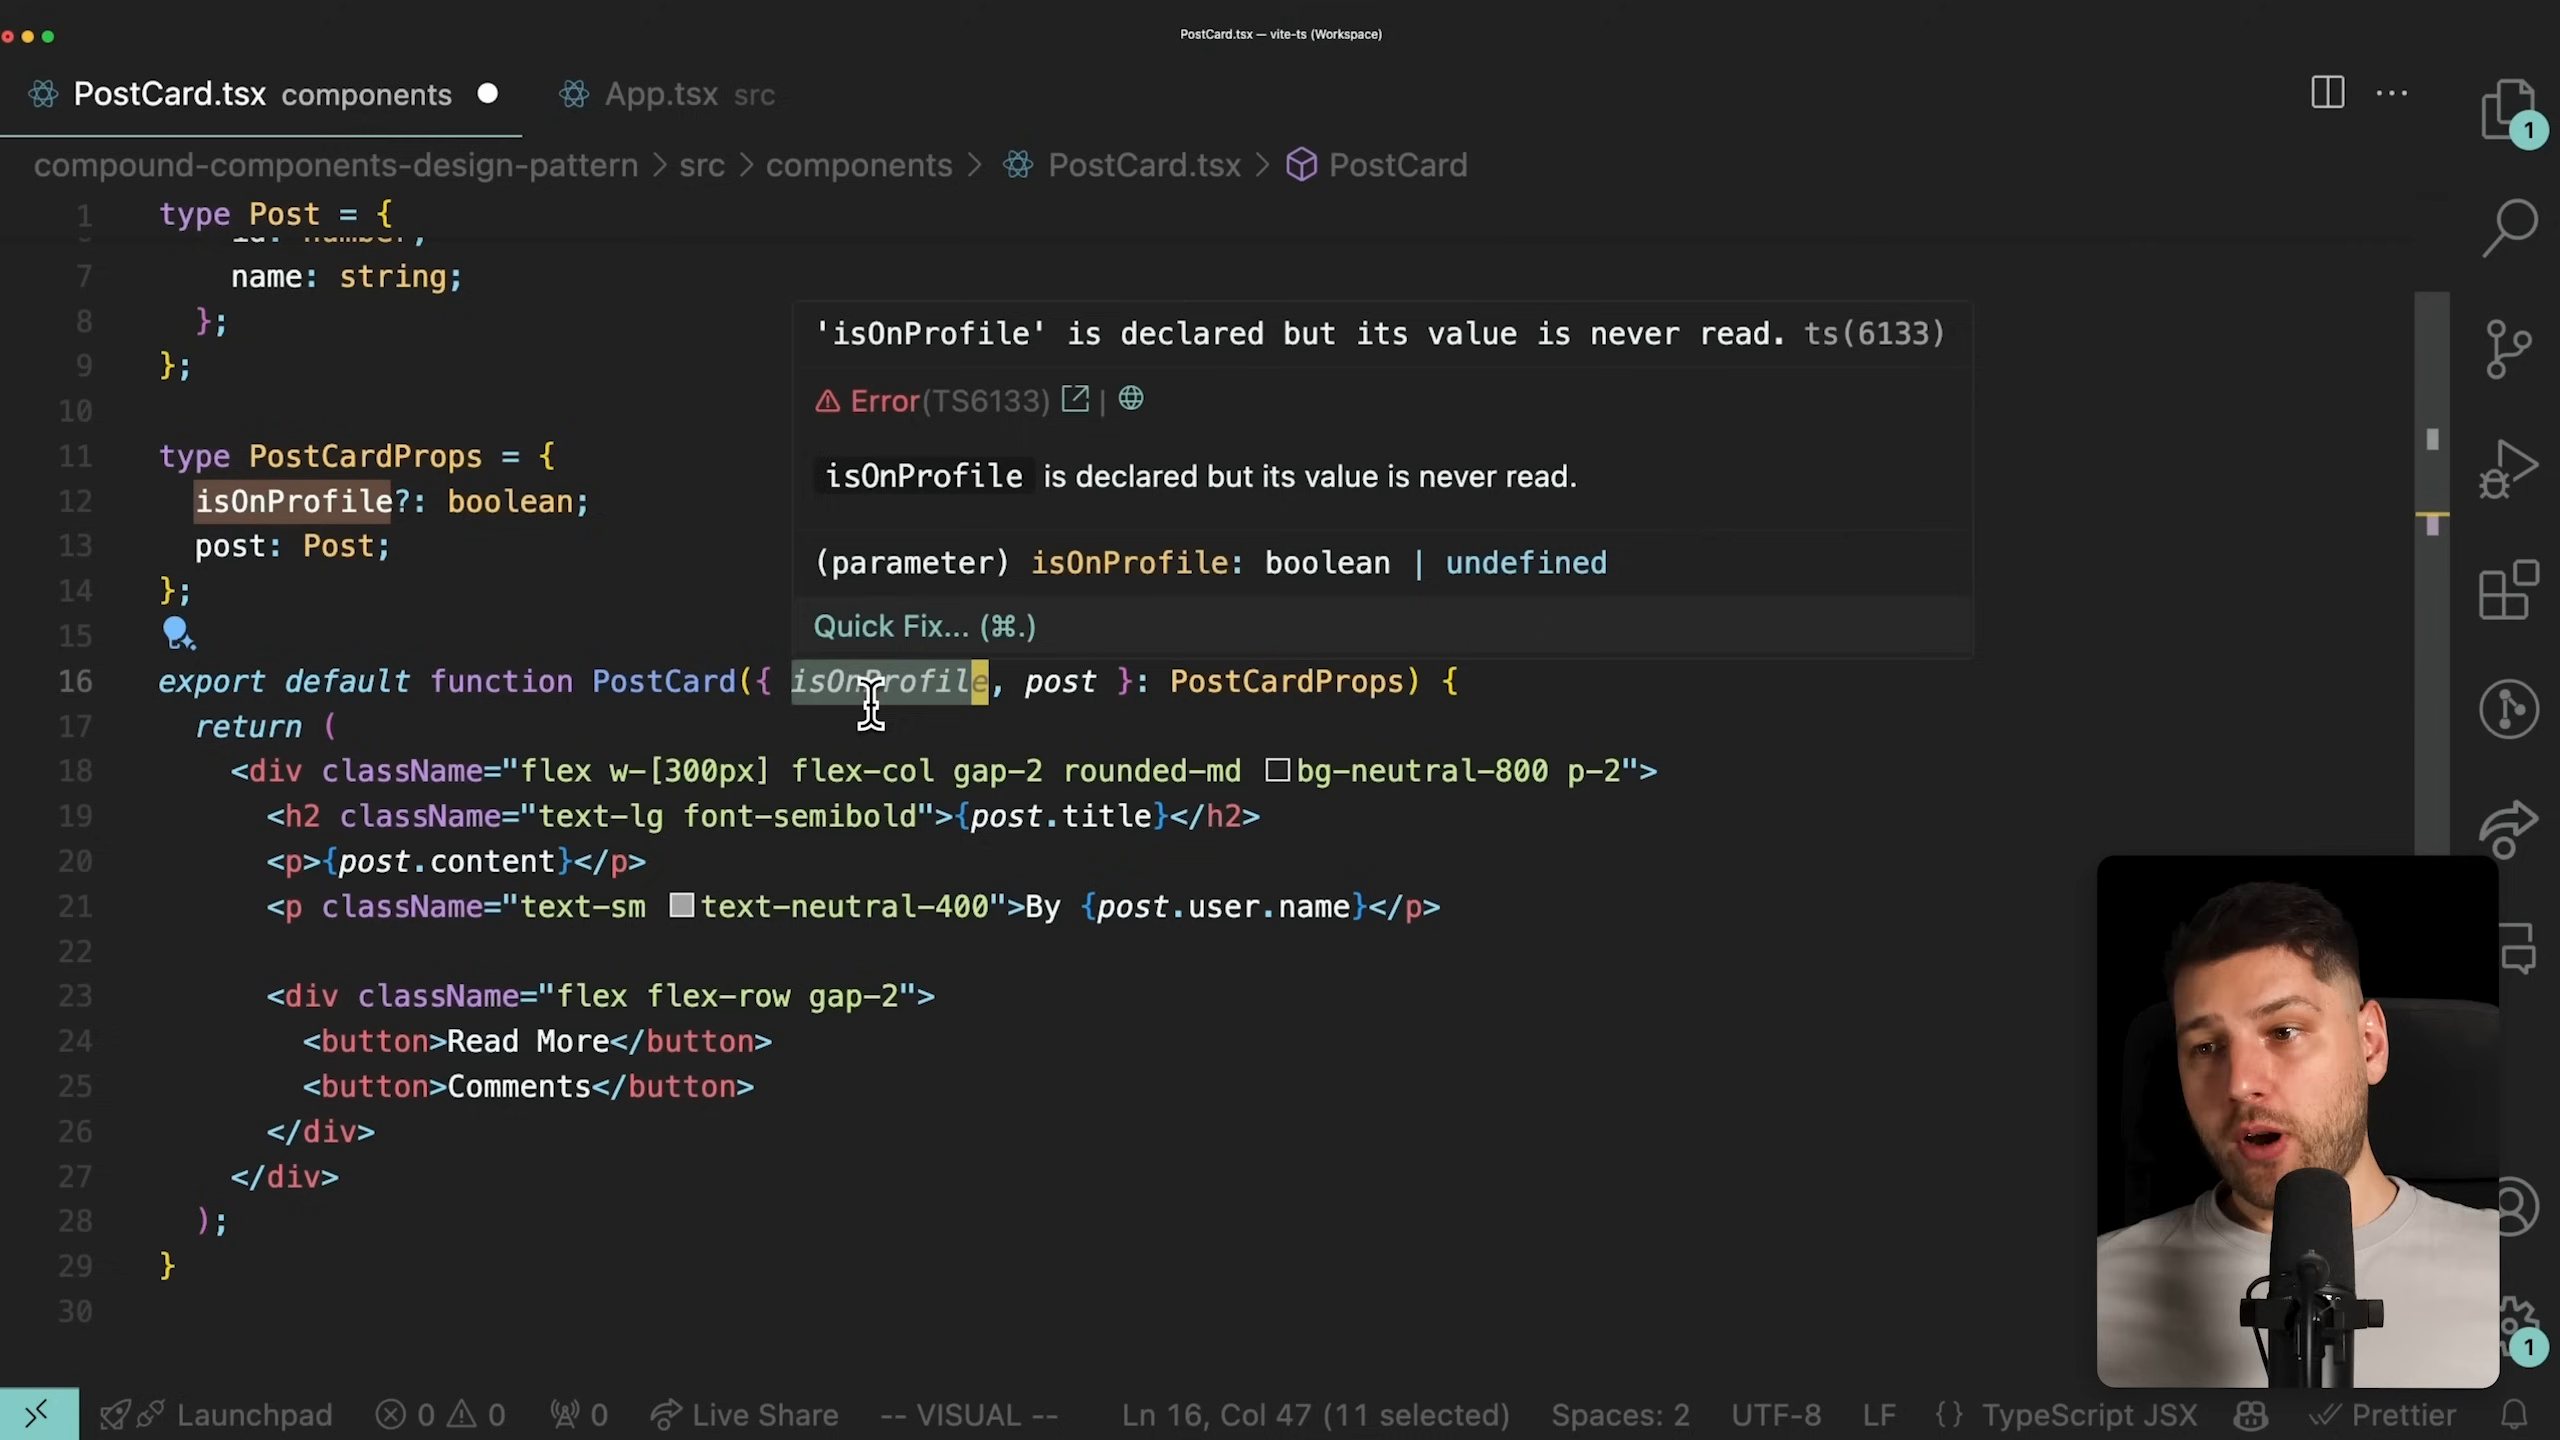 PostCard.tsx — vite-ts (Workspace)
PostCard.tsx components
App.tsx src
compound-components-design-pattern > src > components > PostCard.tsx > PostCard
1 type Post = {
id: number;
7 name: string;
8 };
9 };
10
11 type PostCardProps = {
12 isOnProfile?: boolean;
13 post: Post;
14 };
15
'isOnProfile' is declared but its value is never read. ts(6133)
Error(TS6133) |
isOnProfile is declared but its value is never read.
(parameter) isOnProfile: boolean | undefined
Quick Fix... (⌘.)
16 export default function PostCard({ isOnProfile, post }: PostCardProps) {
17 return (
18 <div className="flex w-[300px] flex-col gap-2 rounded-md bg-neutral-800 p-2">
19 <h2 className="text-lg font-semibold">{post.title}</h2>
20 <p>{post.content}</p>
21 <p className="text-sm text-neutral-400">By {post.user.name}</p>
22
23 <div className="flex flex-row gap-2">
24 <button>Read More</button>
25 <button>Comments</button>
26 </div>
27 </div>
28 );
29 }
30
1
1
Launchpad 0 0 0 Live Share -- VISUAL -- Ln 16, Col 47 (11 selected) Spaces: 2 UTF-8 LF {} TypeScript JSX Prettier